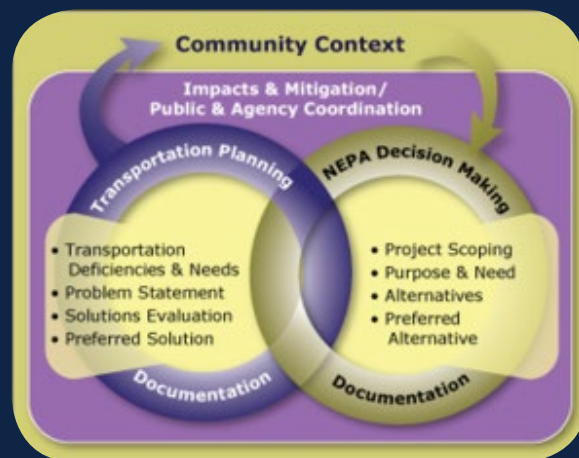 Community Context
Impacts & Mitigation/
Public & Agency Coordination
Transportation Planning
• Transportation
Deficiencies & Needs
• Problem Statement
• Solutions Evaluation
• Preferred Solution
Documentation
NEPA Decision Making
• Project Scoping
• Purpose & Need
• Alternatives
• Preferred
Alternative
Documentation